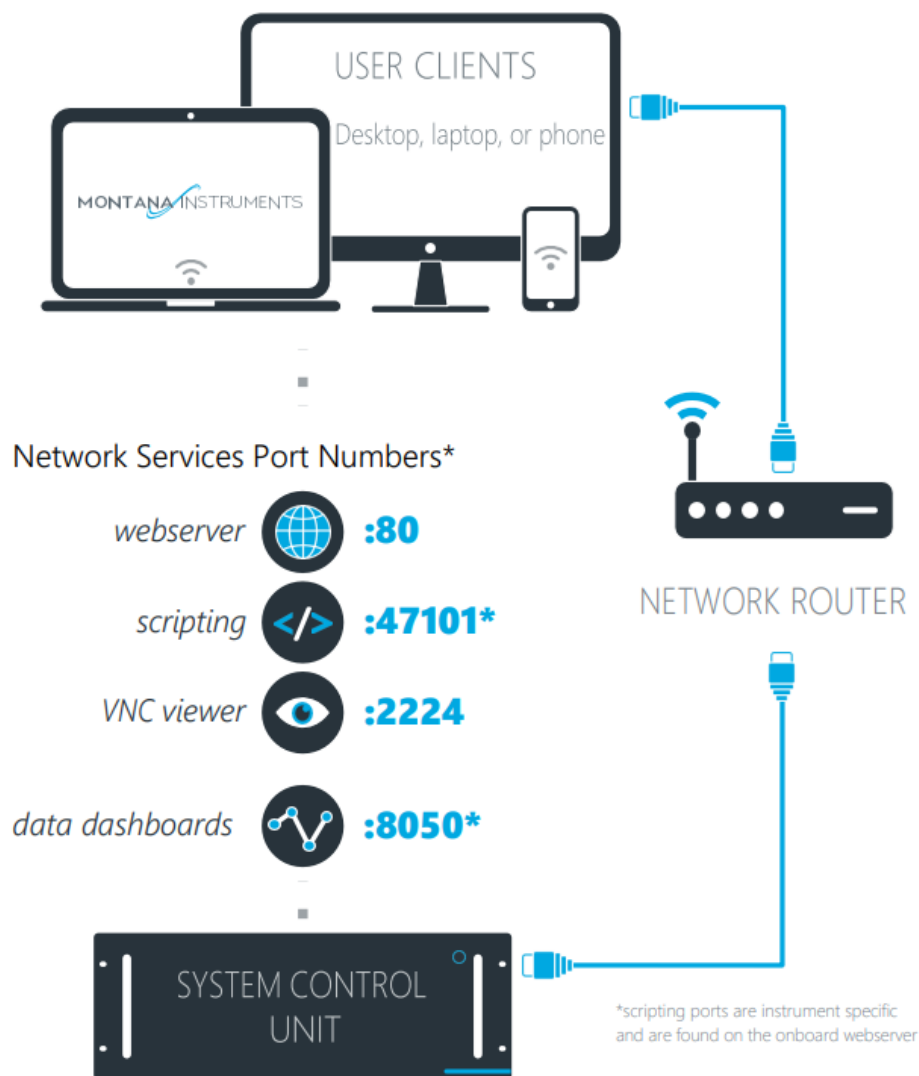 USER CLIENTS
Desktop, laptop, or phone
MONTANA INSTRUMENTS
Network Services Port Numbers*
webserver :80
scripting </> :47101*
VNC viewer :2224
data dashboards :8050*
NETWORK ROUTER
SYSTEM CONTROL
UNIT
*scripting ports are instrument specific
and are found on the onboard webserver